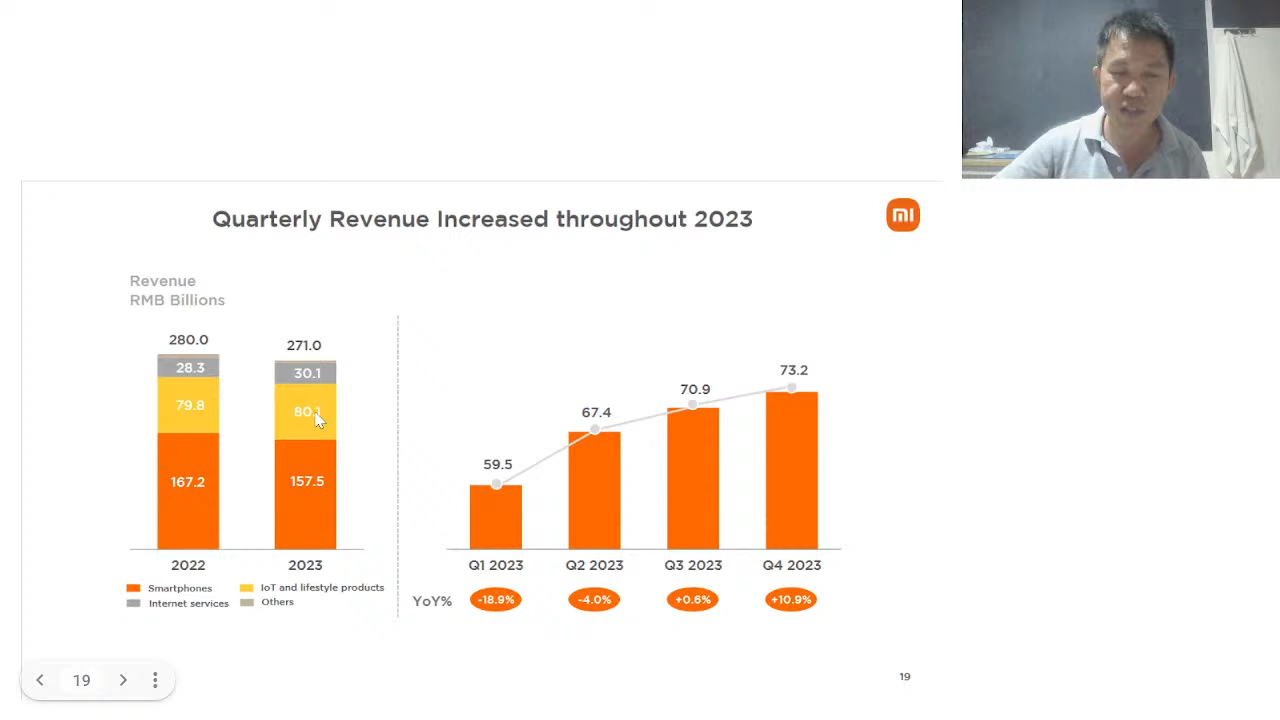 Quarterly Revenue Increased throughout 2023
mi
Revenue
RMB Billions
280.0
28.3
79.8
167.2
271.0
30.1
80.1
157.5
2022
2023
Smartphones
IoT and lifestyle products
Internet services
Others
59.5
67.4
70.9
73.2
Q1 2023
Q2 2023
Q3 2023
Q4 2023
YoY%
-18.9%
-4.0%
+0.6%
+10.9%
19
19